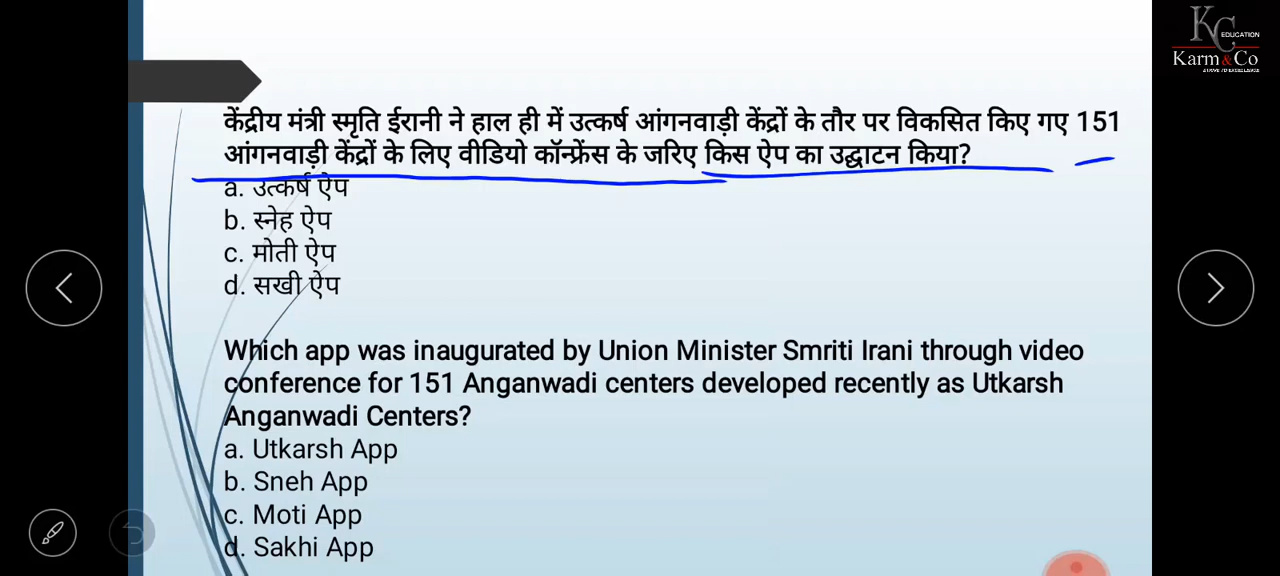 KC EDUCATION
Karm&Co
केंद्रीय मंत्री स्मृति ईरानी ने हाल ही में उत्कर्ष आंगनवाड़ी केंद्रों के तौर पर विकसित किए गए 151
आंगनवाड़ी केंद्रों के लिए वीडियो कॉन्फ्रेंस के जरिए किस ऐप का उद्घाटन किया?
a. उत्कर्ष ऐप
b. स्नेह ऐप
c. मोती ऐप
d. सखी ऐप
Which app was inaugurated by Union Minister Smriti Irani through video
conference for 151 Anganwadi centers developed recently as Utkarsh
Anganwadi Centers?
a. Utkarsh App
b. Sneh App
c. Moti App
d. Sakhi App